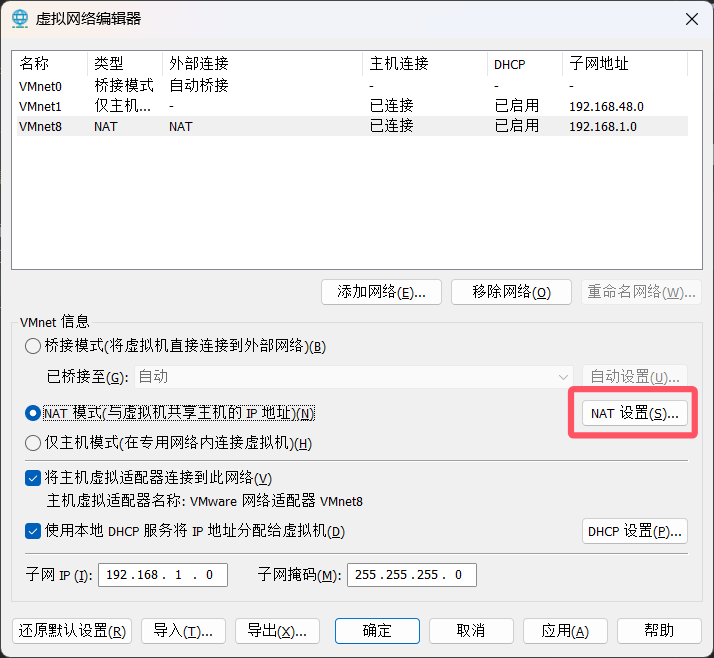 虚拟网络编辑器
名称 类型 外部连接 主机连接 DHCP 子网地址
VMnet0 桥接模式 自动桥接 - - -
VMnet1 仅主机... - 已连接 已启用 192.168.48.0
VMnet8 NAT NAT 已连接 已启用 192.168.1.0
添加网络(E)... 移除网络(O) 重命名网络(W)...
VMnet 信息
桥接模式(将虚拟机直接连接到外部网络)(B)
已桥接至(G): 自动 自动设置(U)...
NAT 模式(与虚拟机共享主机的 IP 地址)(N) NAT 设置(S)...
仅主机模式(在专用网络内连接虚拟机)(H)
将主机虚拟适配器连接到此网络(V)
主机虚拟适配器名称: VMware 网络适配器 VMnet8
使用本地 DHCP 服务将 IP 地址分配给虚拟机(D) DHCP 设置(P)...
子网 IP (I): 192.168. 1 . 0 子网掩码(M): 255.255.255. 0
还原默认设置(R) 导入(T)... 导出(X)... 确定 取消 应用(A) 帮助